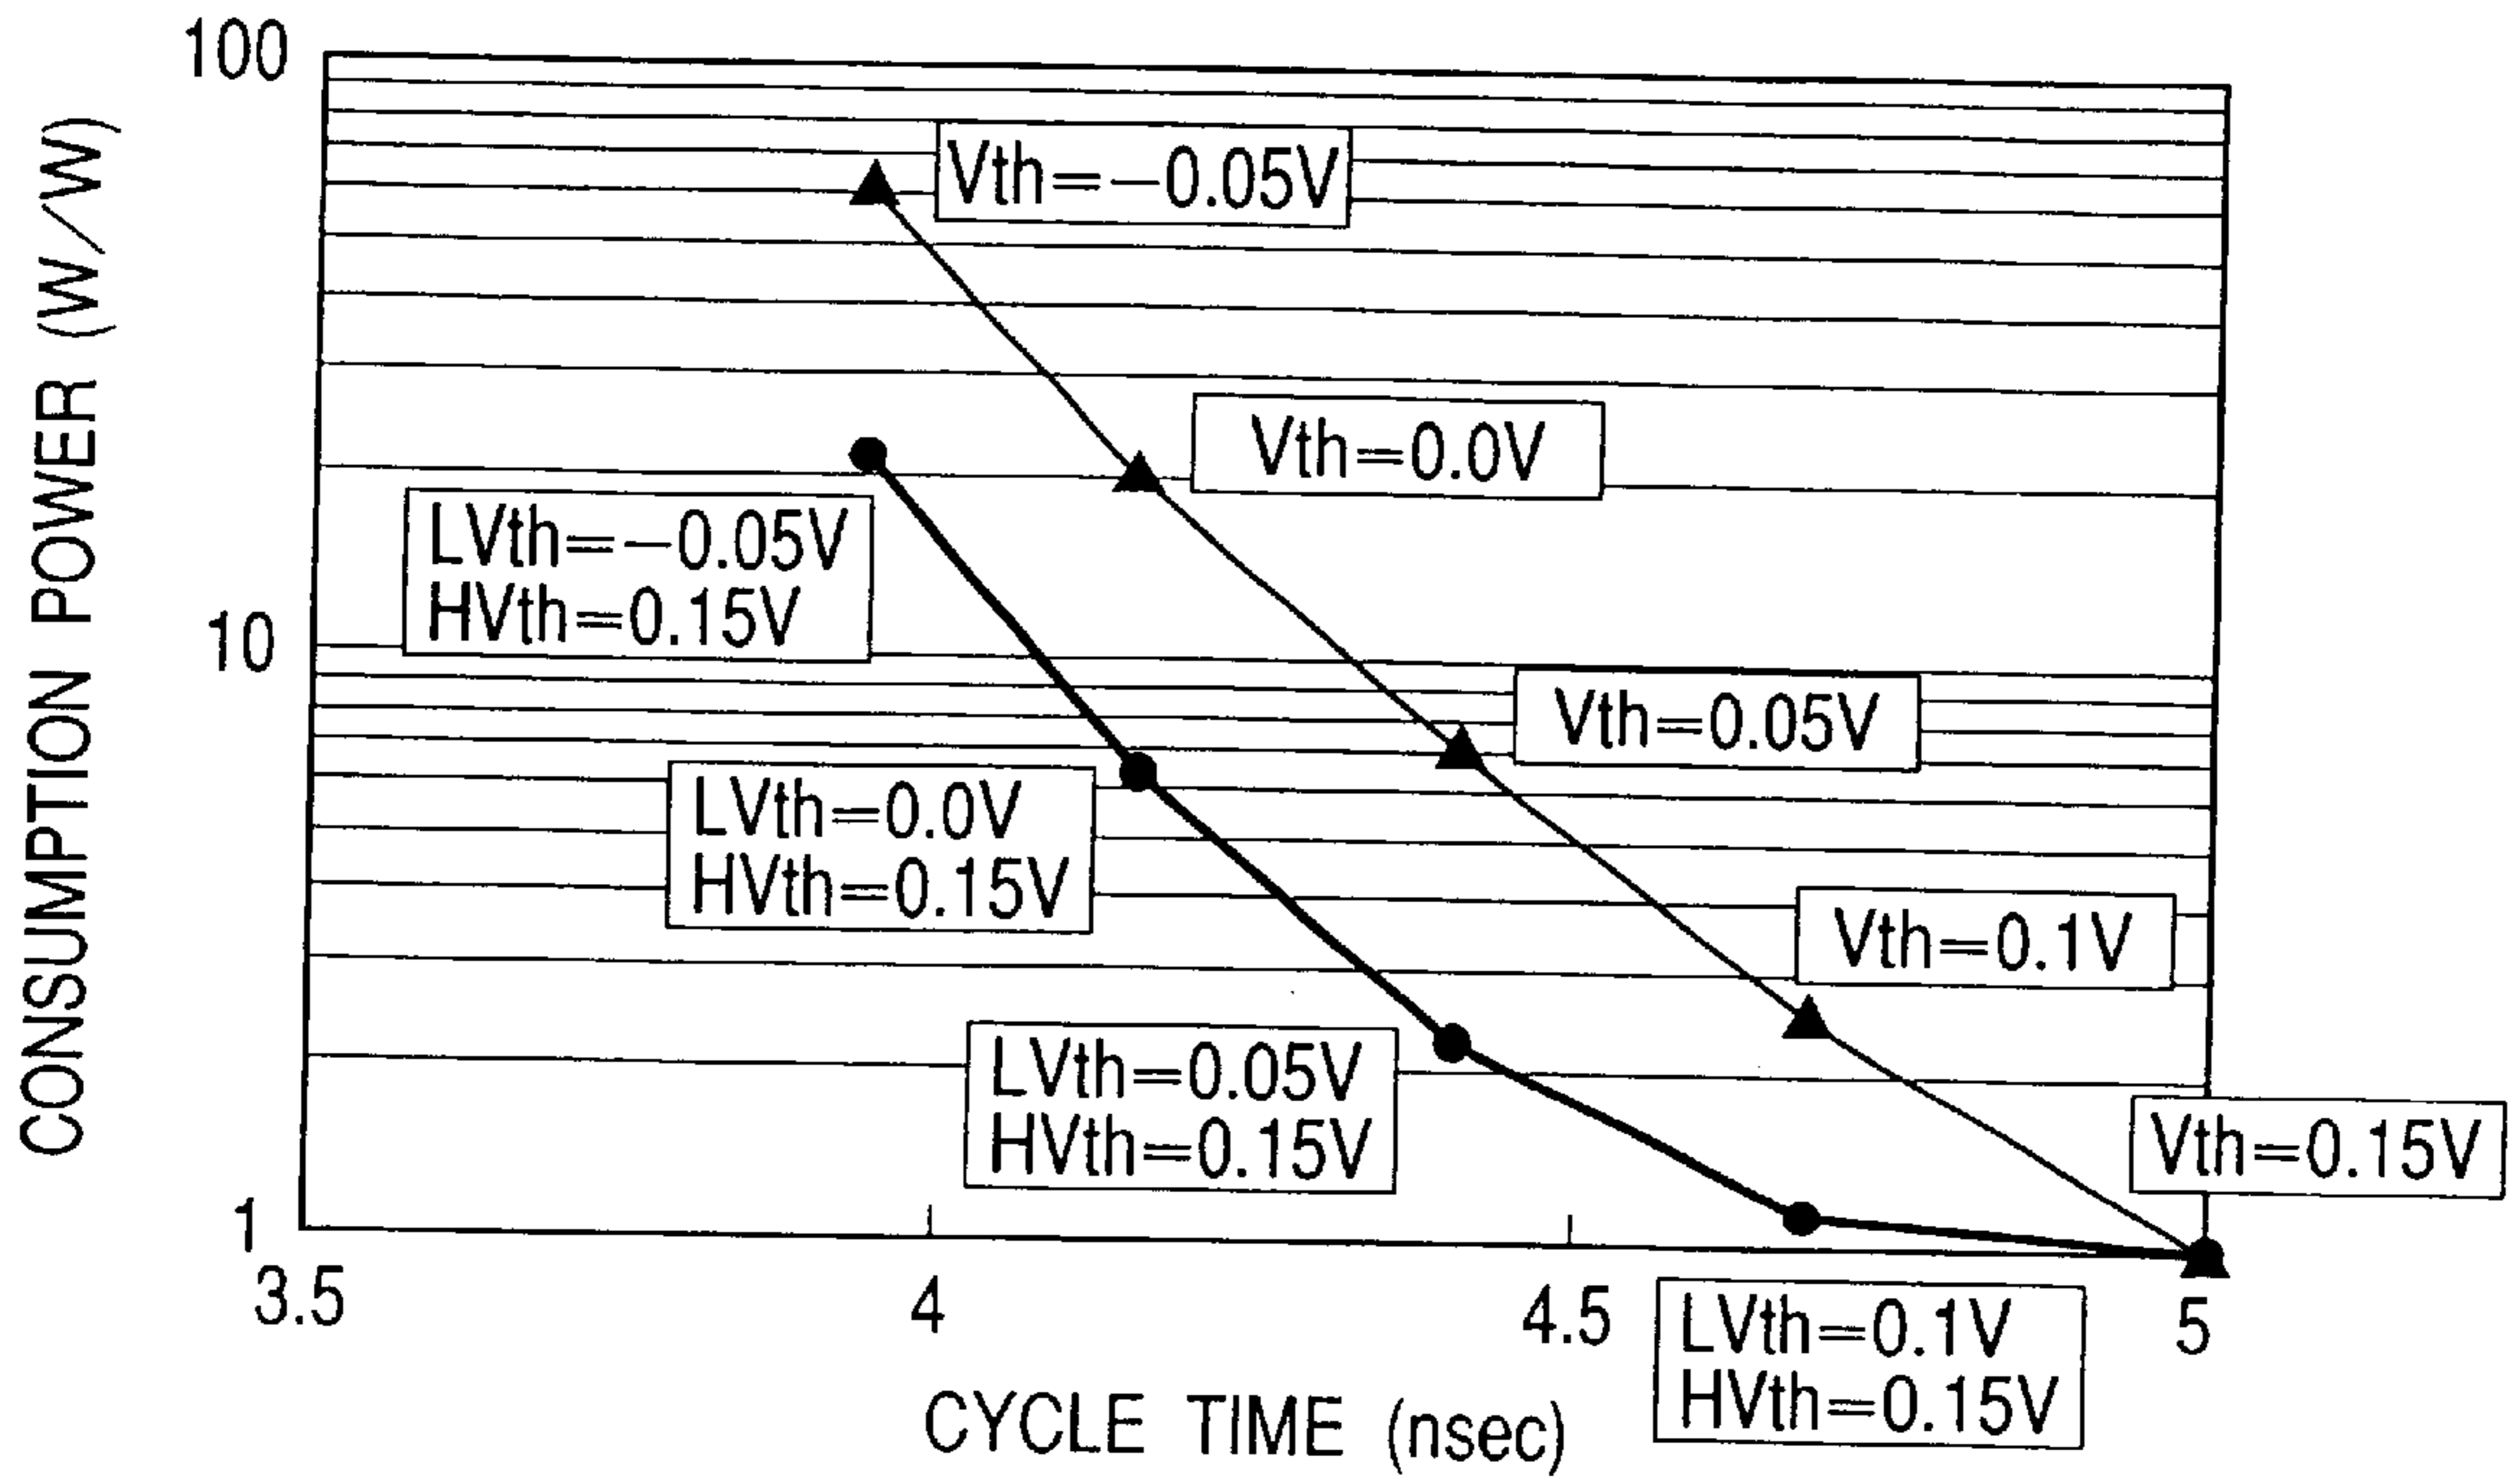 100
Vth=−0.05V
Vth=0.0V
LVth=−0.05V
HVth=0.15V
10
Vth=0.05V
LVth=0.0V
HVth=0.15V
Vth=0.1V
LVth=0.05V
HVth=0.15V
Vth=0.15V
1
3.5
4
4.5
5
LVth=0.1V
HVth=0.15V
CONSUMPTION POWER (W/W)
CYCLE TIME (nsec)